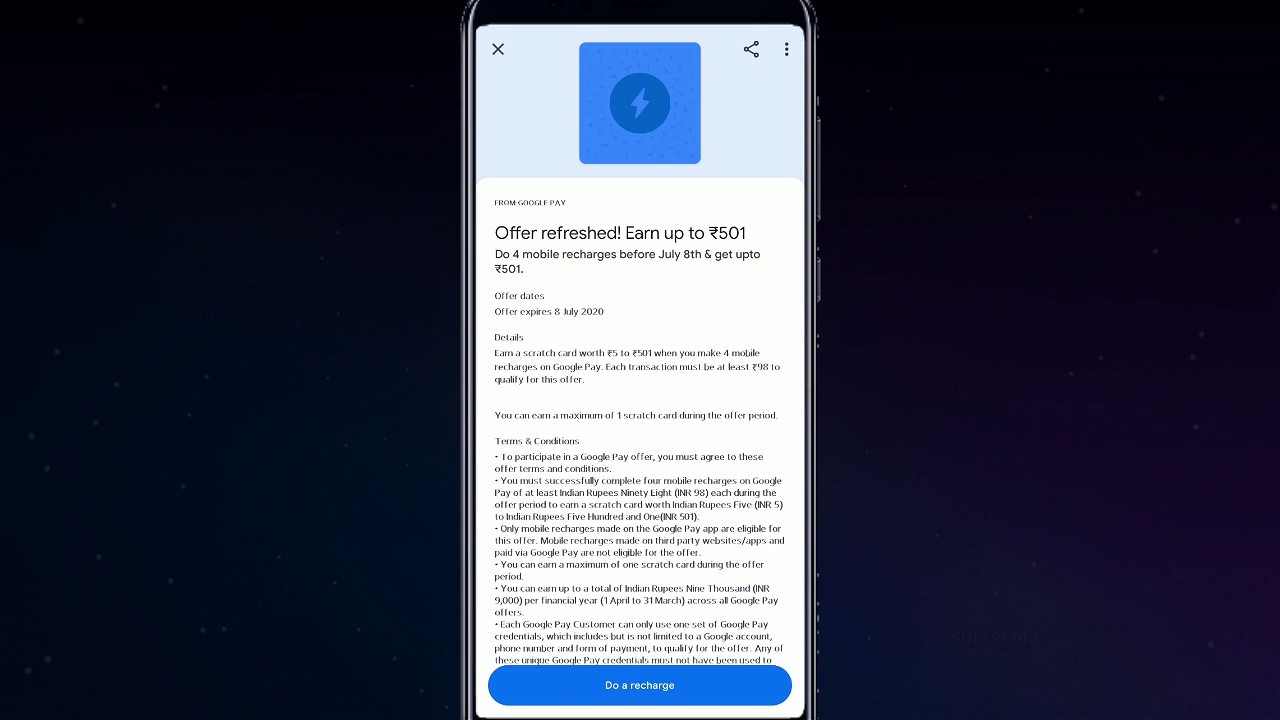 FROM GOOGLE PAY
Offer refreshed! Earn up to ₹501
Do 4 mobile recharges before July 8th & get upto
₹501.
Offer dates
Offer expires 8 July 2020
Details
Earn a scratch card worth ₹5 to ₹501 when you make 4 mobile
recharges on Google Pay. Each transaction must be at least ₹98 to
qualify for this offer.
You can earn a maximum of 1 scratch card during the offer period.
Terms & Conditions
• To participate in a Google Pay offer, you must agree to these
offer terms and conditions.
• You must successfully complete four mobile recharges on Google
Pay of at least Indian Rupees Ninety Eight (INR 98) each during the
offer period to earn a scratch card worth Indian Rupees Five (INR 5)
to Indian Rupees Five Hundred and One(INR 501).
• Only mobile recharges made on the Google Pay app are eligible for
this offer. Mobile recharges made on third party websites/apps and
paid via Google Pay are not eligible for the offer.
• You can earn a maximum of one scratch card during the offer
period.
• You can earn up to a total of Indian Rupees Nine Thousand (INR
9,000) per financial year (1 April to 31 March) across all Google Pay
offers.
• Each Google Pay Customer can only use one set of Google Pay
credentials, which includes but is not limited to a Google account,
phone number and form of payment, to qualify for the offer. Any of
these unique Google Pay credentials must not have been used to
Do a recharge
SOFTPEDIA